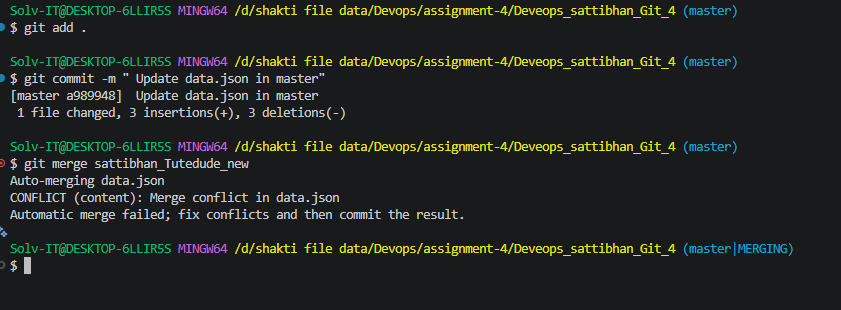 Solv-IT@DESKTOP-6LLIR5S MINGW64 /d/shakti file data/Devops/assignment-4/Deveops_sattibhan_Git_4 (master)
$ git add .
Solv-IT@DESKTOP-6LLIR5S MINGW64 /d/shakti file data/Devops/assignment-4/Deveops_sattibhan_Git_4 (master)
$ git commit -m " Update data.json in master"
[master a989948]  Update data.json in master
 1 file changed, 3 insertions(+), 3 deletions(-)
Solv-IT@DESKTOP-6LLIR5S MINGW64 /d/shakti file data/Devops/assignment-4/Deveops_sattibhan_Git_4 (master)
$ git merge sattibhan_Tutedude_new
Auto-merging data.json
CONFLICT (content): Merge conflict in data.json
Automatic merge failed; fix conflicts and then commit the result.
Solv-IT@DESKTOP-6LLIR5S MINGW64 /d/shakti file data/Devops/assignment-4/Deveops_sattibhan_Git_4 (master|MERGING)
$